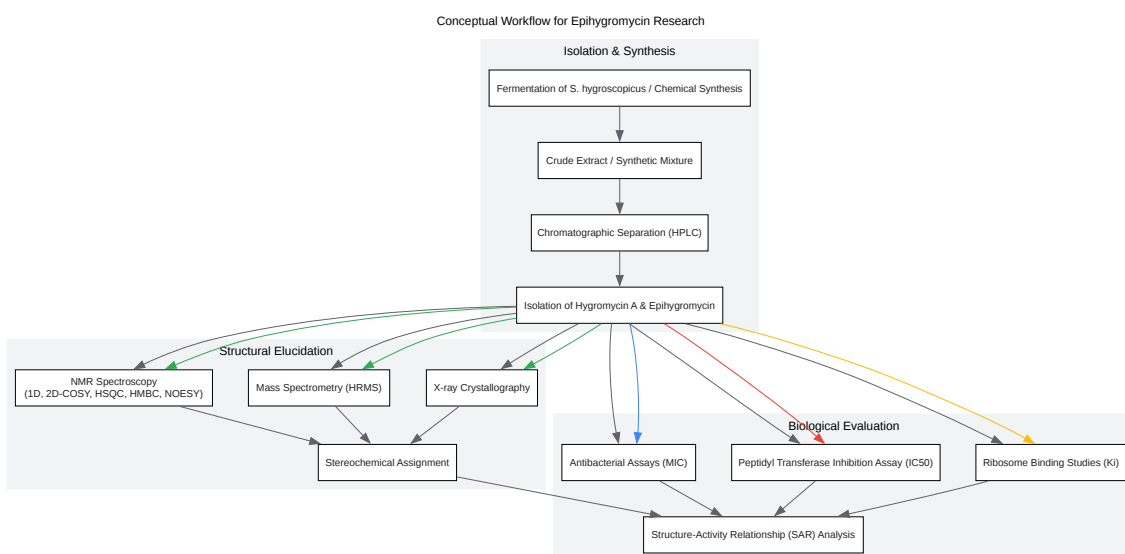 Conceptual Workflow for Epihygromycin Research
Isolation & Synthesis
Fermentation of S. hygroscopicus / Chemical Synthesis
Crude Extract / Synthetic Mixture
Chromatographic Separation (HPLC)
Isolation of Hygromycin A & Epihygromycin
Structural Elucidation
NMR Spectroscopy
(1D, 2D-COSY, HSQC, HMBC, NOESY)
Mass Spectrometry (HRMS)
X-ray Crystallography
Stereochemical Assignment
Biological Evaluation
Antibacterial Assays (MIC)
Peptidyl Transferase Inhibition Assay (IC50)
Ribosome Binding Studies (Ki)
Structure-Activity Relationship (SAR) Analysis